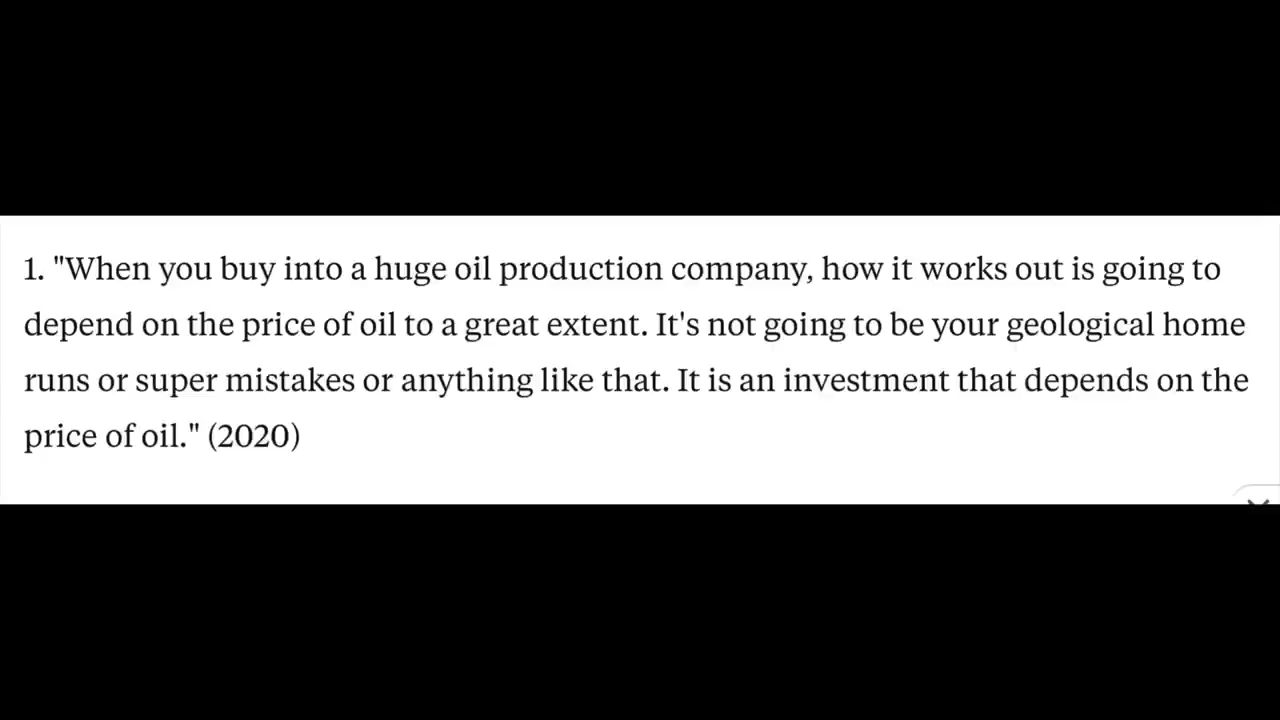 1. "When you buy into a huge oil production company, how it works out is going to
depend on the price of oil to a great extent. It's not going to be your geological home
runs or super mistakes or anything like that. It is an investment that depends on the
price of oil." (2020)